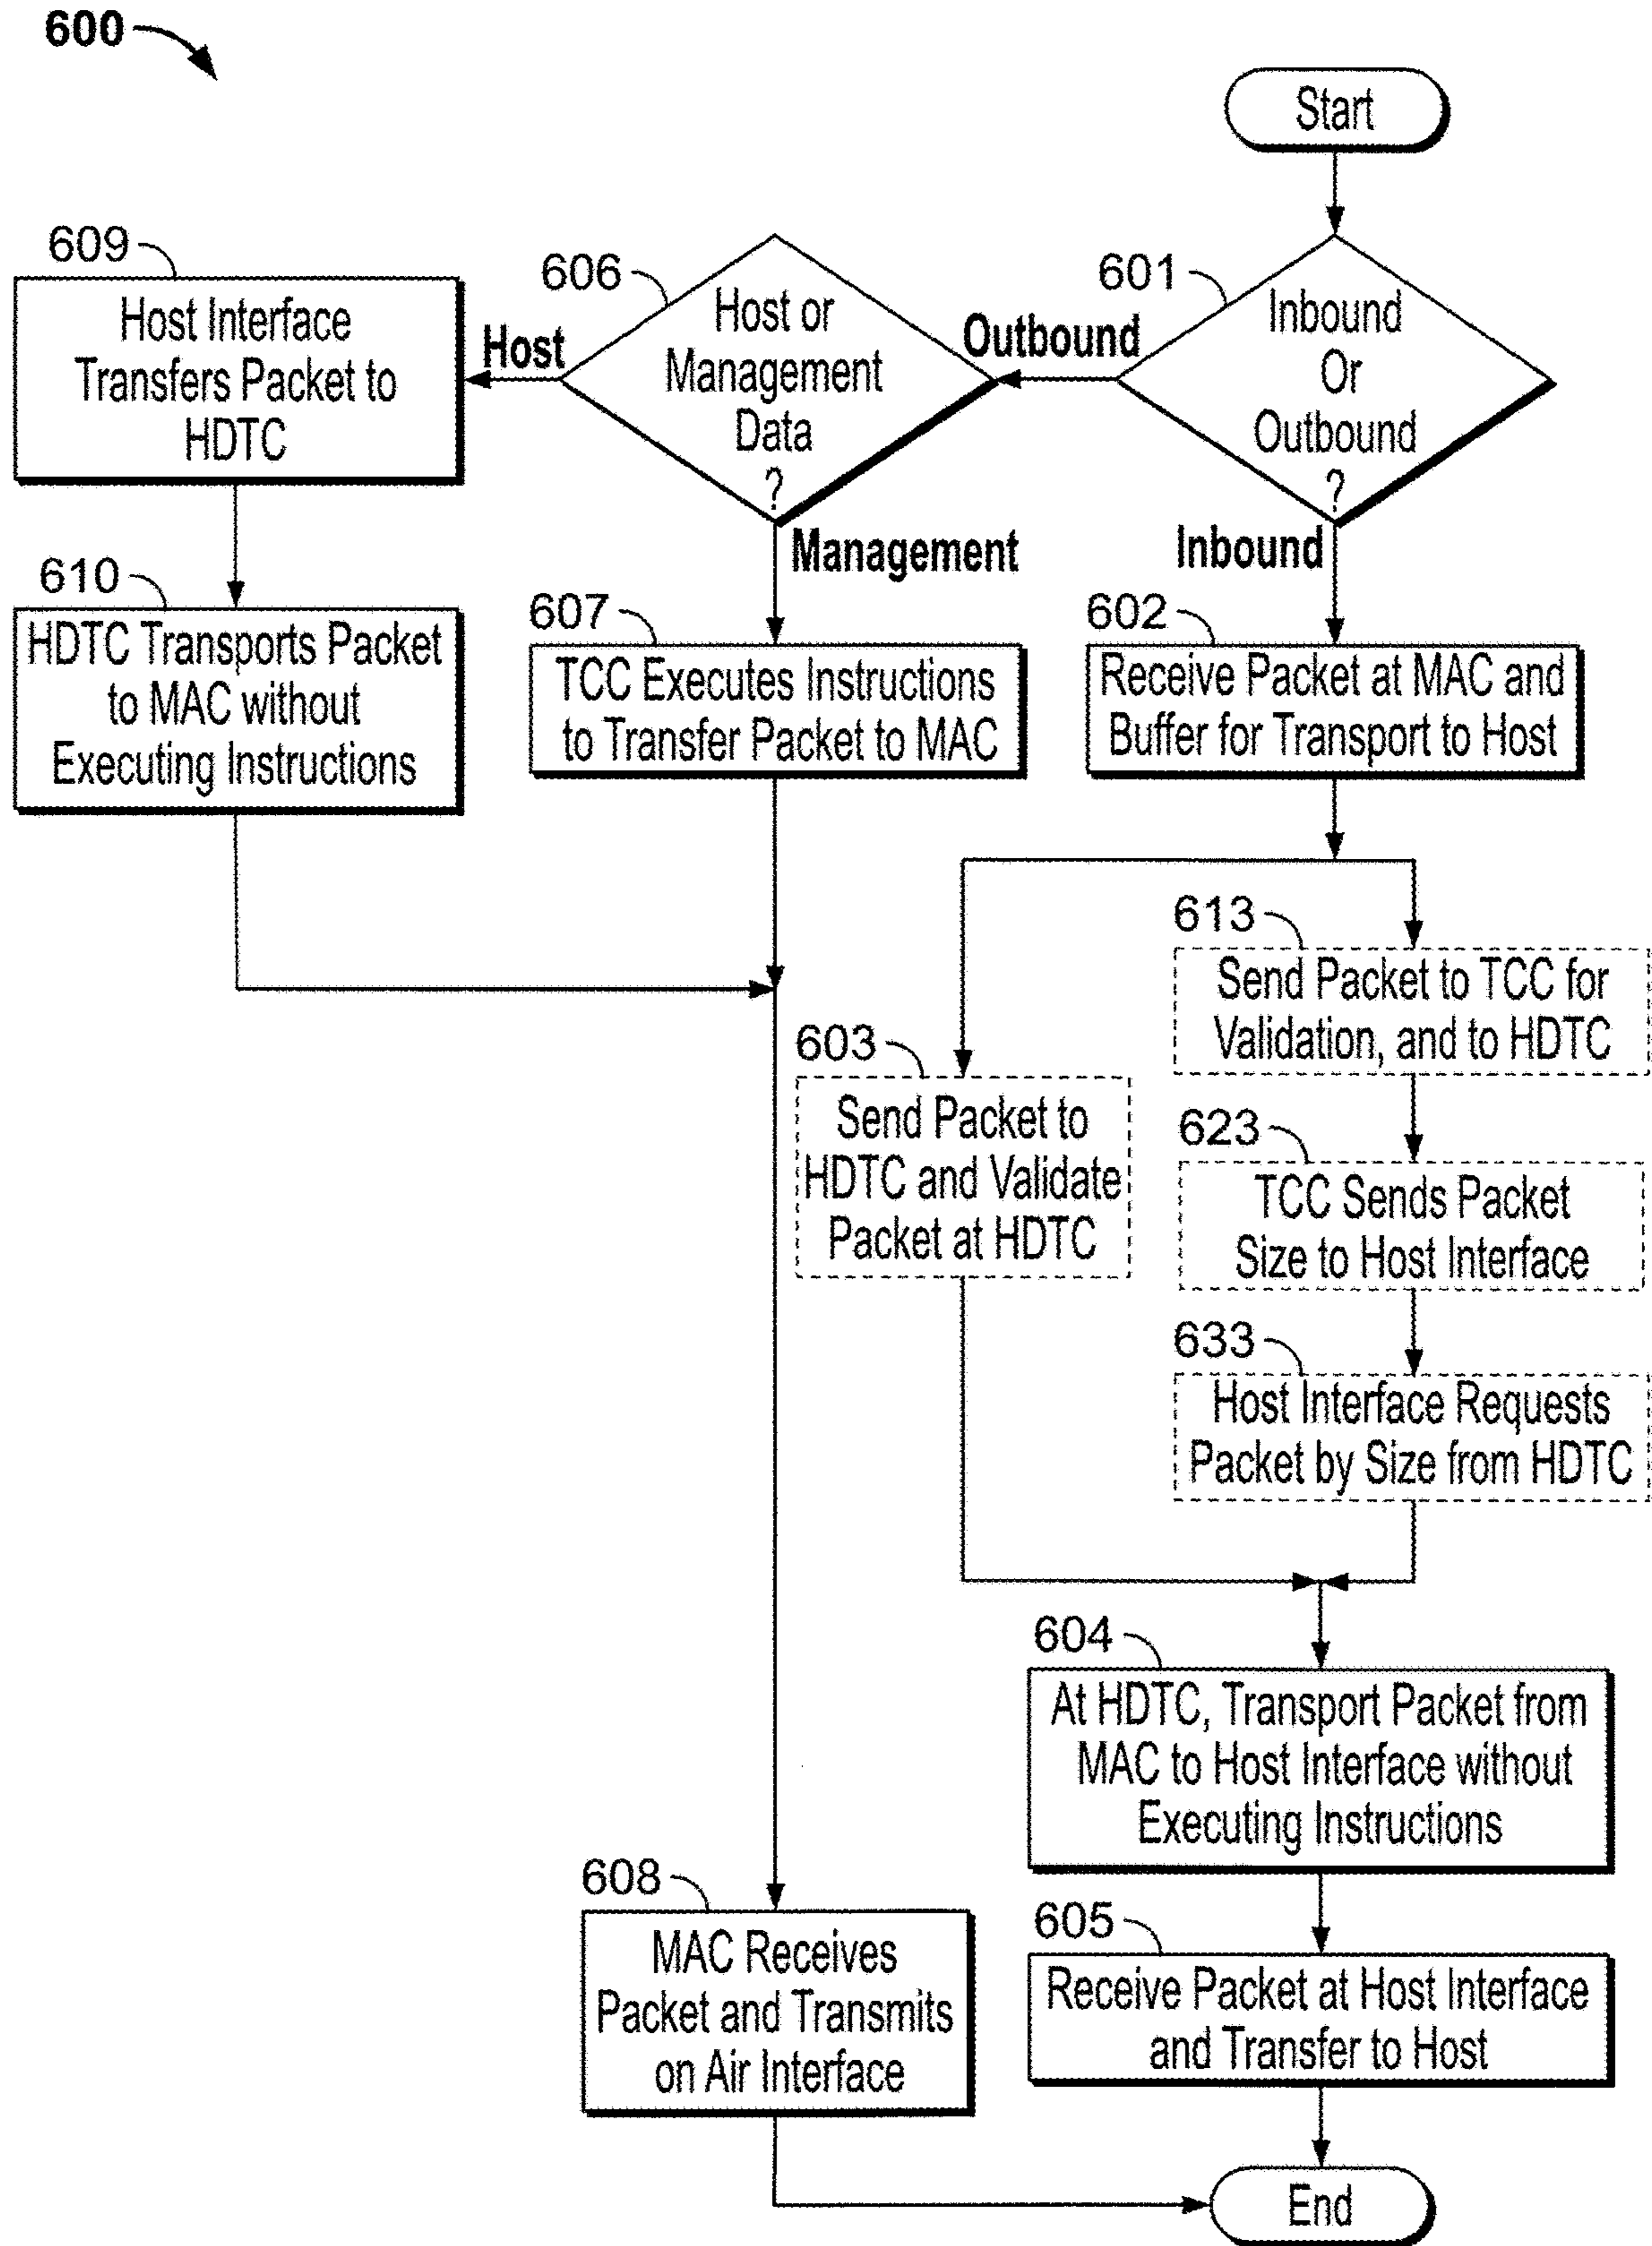 600
Start
601
Inbound
Or
Outbound
?
Outbound
Inbound
606
Host or
Management
Data
?
Host
Management
609
Host Interface
Transfers Packet to
HDTC
610
HDTC Transports Packet
to MAC without
Executing Instructions
607
TCC Executes Instructions
to Transfer Packet to MAC
602
Receive Packet at MAC and
Buffer for Transport to Host
613
Send Packet to TCC for
Validation, and to HDTC
603
Send Packet to
HDTC and Validate
Packet at HDTC
623
TCC Sends Packet
Size to Host Interface
633
Host Interface Requests
Packet by Size from HDTC
604
At HDTC, Transport Packet from
MAC to Host Interface without
Executing Instructions
608
MAC Receives
Packet and Transmits
on Air Interface
605
Receive Packet at Host Interface
and Transfer to Host
End